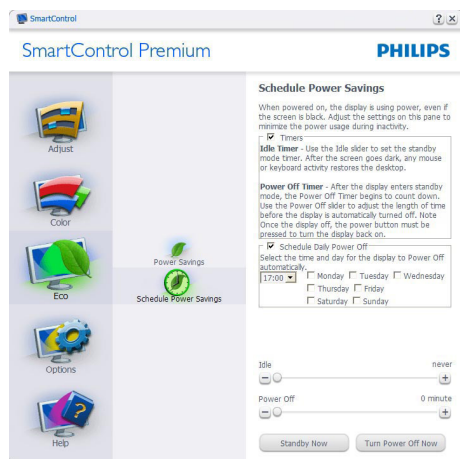 SmartControl
SmartControl Premium
PHILIPS
Adjust
Color
Eco
Options
Help
Power Savings
Schedule Power Savings
Schedule Power Savings
When powered on, the display is using power, even if
the screen is black. Adjust the settings on this pane to
minimize the power usage during inactivity.
Timers
Idle Timer - Use the Idle slider to set the standby
mode timer. After the screen goes dark, any mouse
or keyboard activity restores the desktop.
Power Off Timer - After the display enters standby
mode, the Power Off Timer begins to count down.
Use the Power Off slider to adjust the length of time
before the display is automatically turned off. Note
Once the display off, the power button must be
pressed to turn the display back on.
Schedule Daily Power Off
Select the time and day for the display to Power Off
automatically.
17:00 Monday Tuesday Wednesday
Thursday Friday
Saturday Sunday
Idle never
Power Off 0 minute
Standby Now Turn Power Off Now